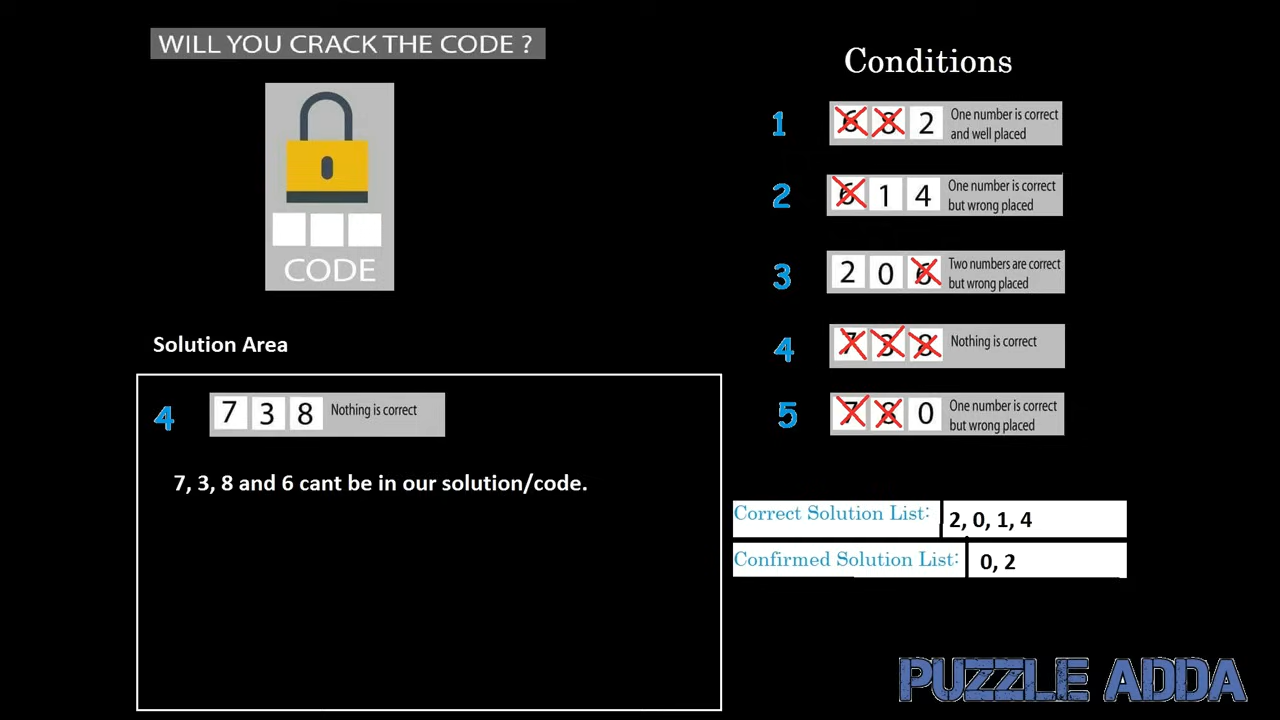 WILL YOU CRACK THE CODE ?
CODE
Conditions
1 6 8 2 One number is correct
and well placed
2 6 1 4 One number is correct
but wrong placed
3 2 0 6 Two numbers are correct
but wrong placed
4 7 3 8 Nothing is correct
5 7 8 0 One number is correct
but wrong placed
Solution Area
4 7 3 8 Nothing is correct
7, 3, 8 and 6 cant be in our solution/code.
Correct Solution List: 2, 0, 1, 4
Confirmed Solution List: 0, 2
PUZZLE ADDA